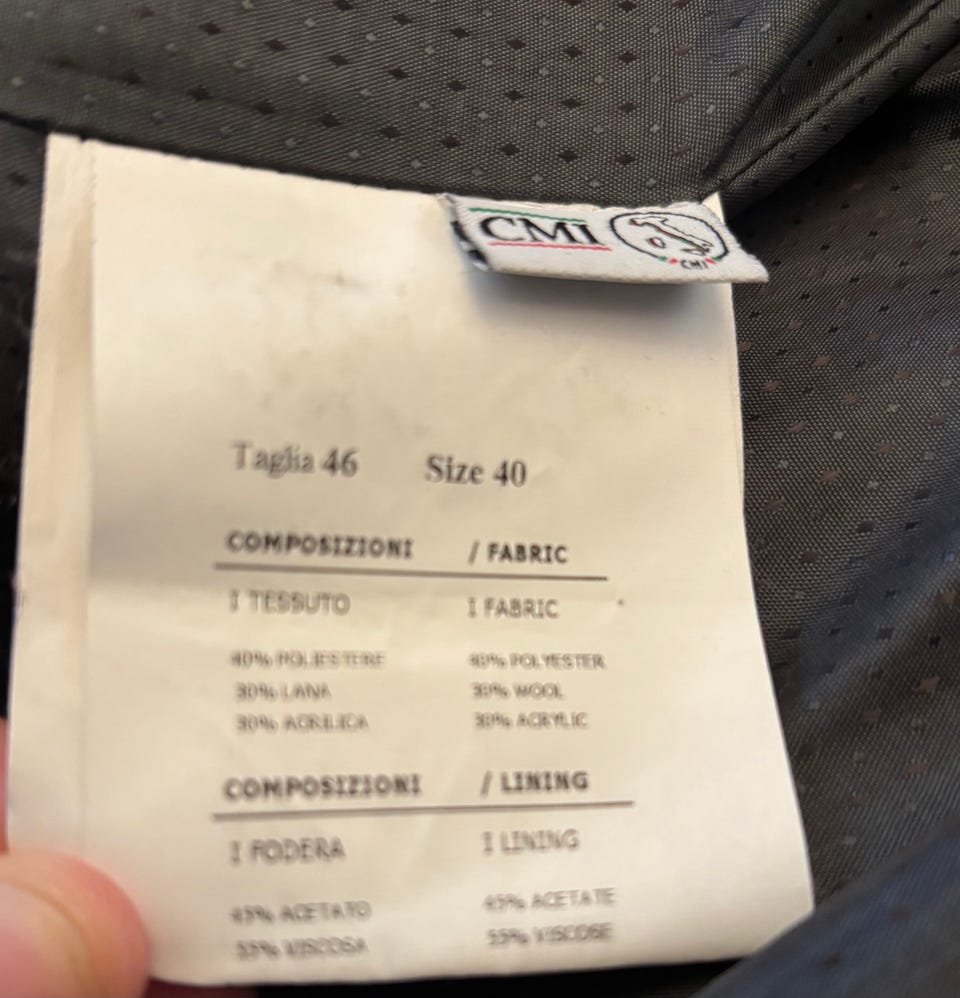 CMI
CMI
Taglia 46 Size 40
COMPOSIZIONI / FABRIC
I TESSUTO I FABRIC
40% POLIESTERE 40% POLYESTER
30% LANA 30% WOOL
30% ACRILICA 30% ACRYLIC
COMPOSIZIONI / LINING
I FODERA I LINING
45% ACETATO 45% ACETATE
55% VISCOSA 55% VISCOSE